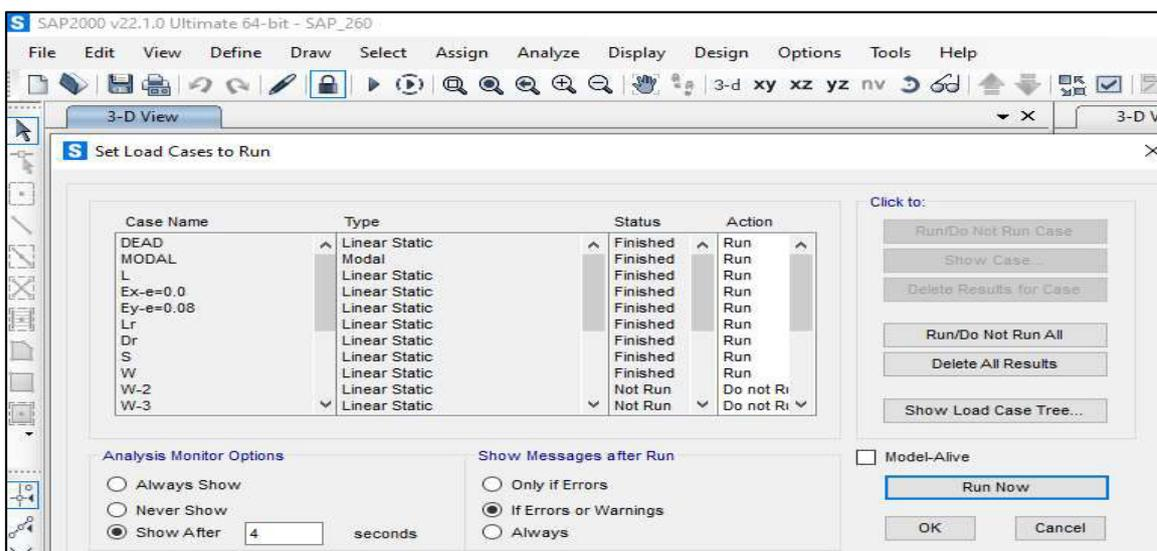 S SAP2000 v22.1.0 Ultimate 64-bit - SAP_260
File Edit View Define Draw Select Assign Analyze Display Design Options Tools Help
3-d xy xz yz nv
3-D View
S Set Load Cases to Run
Case Name Type Status Action
DEAD Linear Static Finished Run
MODAL Modal Finished Run
L Linear Static Finished Run
Ex-e=0.0 Linear Static Finished Run
Ey-e=0.08 Linear Static Finished Run
Lr Linear Static Finished Run
Dr Linear Static Finished Run
S Linear Static Finished Run
W Linear Static Finished Run
W-2 Linear Static Not Run Do not
W-3 Linear Static Not Run Do not
Click to:
Run/Do Not Run Case
Show Case...
Delete Results for Case
Run/Do Not Run All
Delete All Results
Show Load Case Tree...
Analysis Monitor Options
Always Show
Never Show
Show After 4 seconds
Show Messages after Run
Only if Errors
If Errors or Warnings
Always
Model-Alive
Run Now
OK Cancel